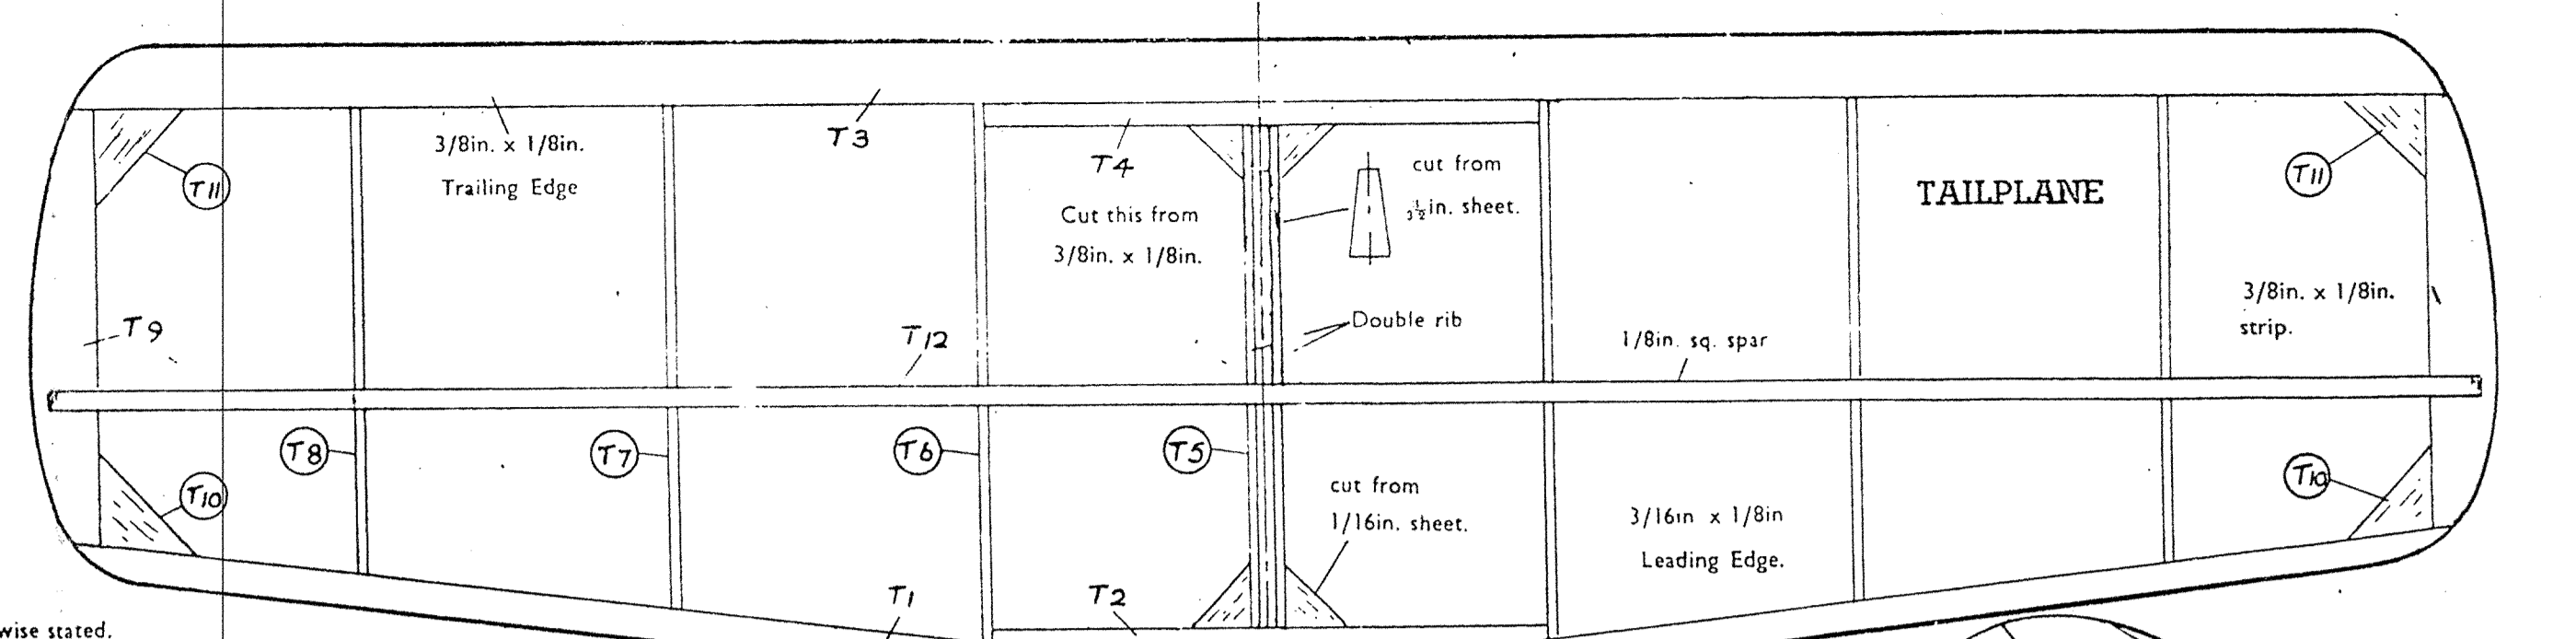 T3
3/8in. x 1/8in.
Trailing Edge
T11
T4
Cut this from
3/8in. x 1/8in.
cut from
in. sheet.
TAILPLANE
T11
3/8in. x 1/8in.
strip.
T9
T12
Double rib
1/8in. sq. spar
T8
T7
T6
T5
T10
T10
cut from
1/16in. sheet.
3/16in x 1/8in
Leading Edge.
T1
T2
wise stated.